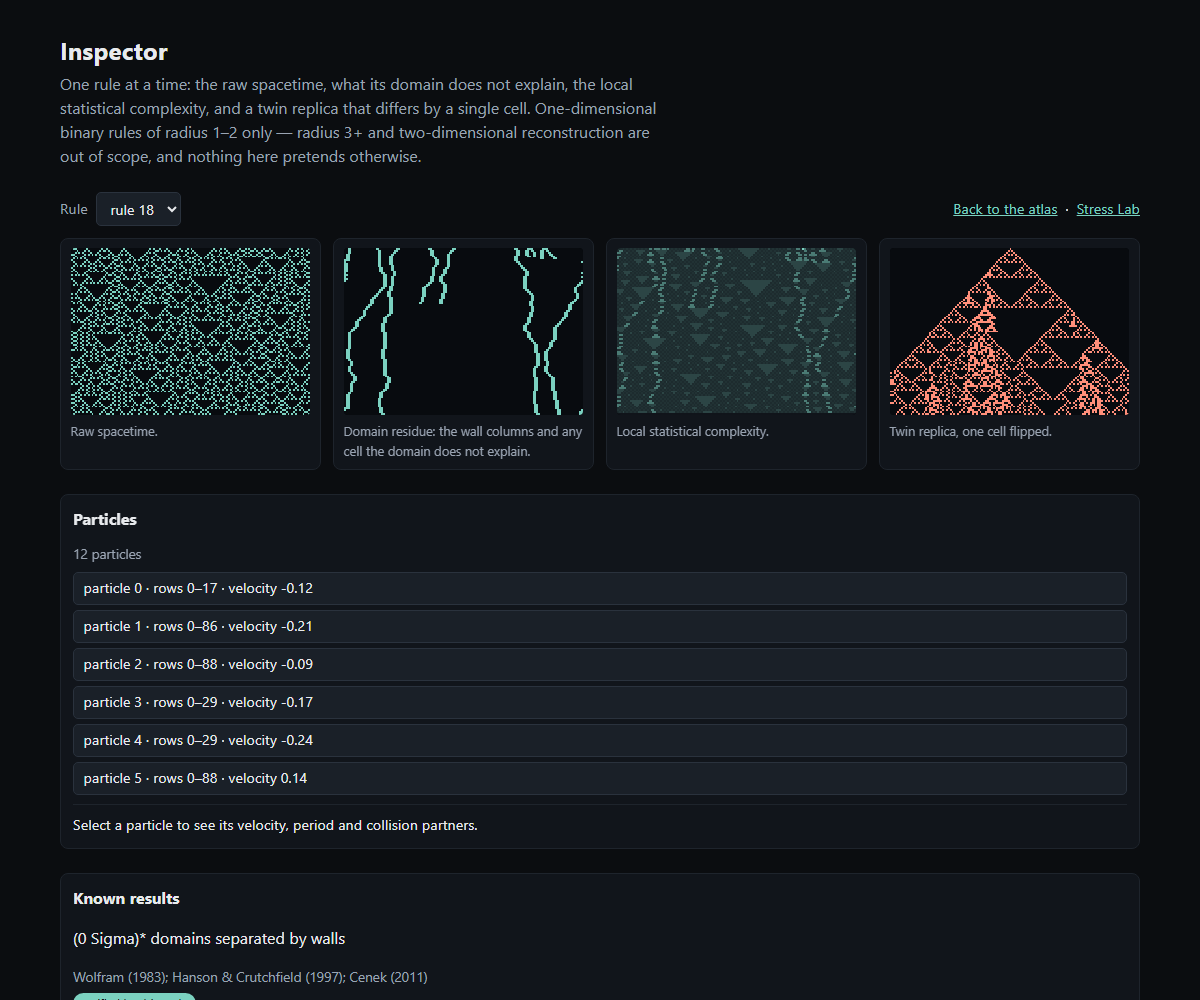 Inspector
One rule at a time: the raw spacetime, what its domain does not explain, the local
statistical complexity, and a twin replica that differs by a single cell. One-dimensional
binary rules of radius 1–2 only — radius 3+ and two-dimensional reconstruction are
out of scope, and nothing here pretends otherwise.
Rule rule 18 Back to the atlas · Stress Lab
Raw spacetime.
Domain residue: the wall columns and any
cell the domain does not explain.
Local statistical complexity.
Twin replica, one cell flipped.
Particles
12 particles
particle 0 · rows 0–17 · velocity -0.12
particle 1 · rows 0–86 · velocity -0.21
particle 2 · rows 0–88 · velocity -0.09
particle 3 · rows 0–29 · velocity -0.17
particle 4 · rows 0–29 · velocity -0.24
particle 5 · rows 0–88 · velocity 0.14
Select a particle to see its velocity, period and collision partners.
Known results
(0 Sigma)* domains separated by walls
Wolfram (1983); Hanson & Crutchfield (1997); Cenek (2011)